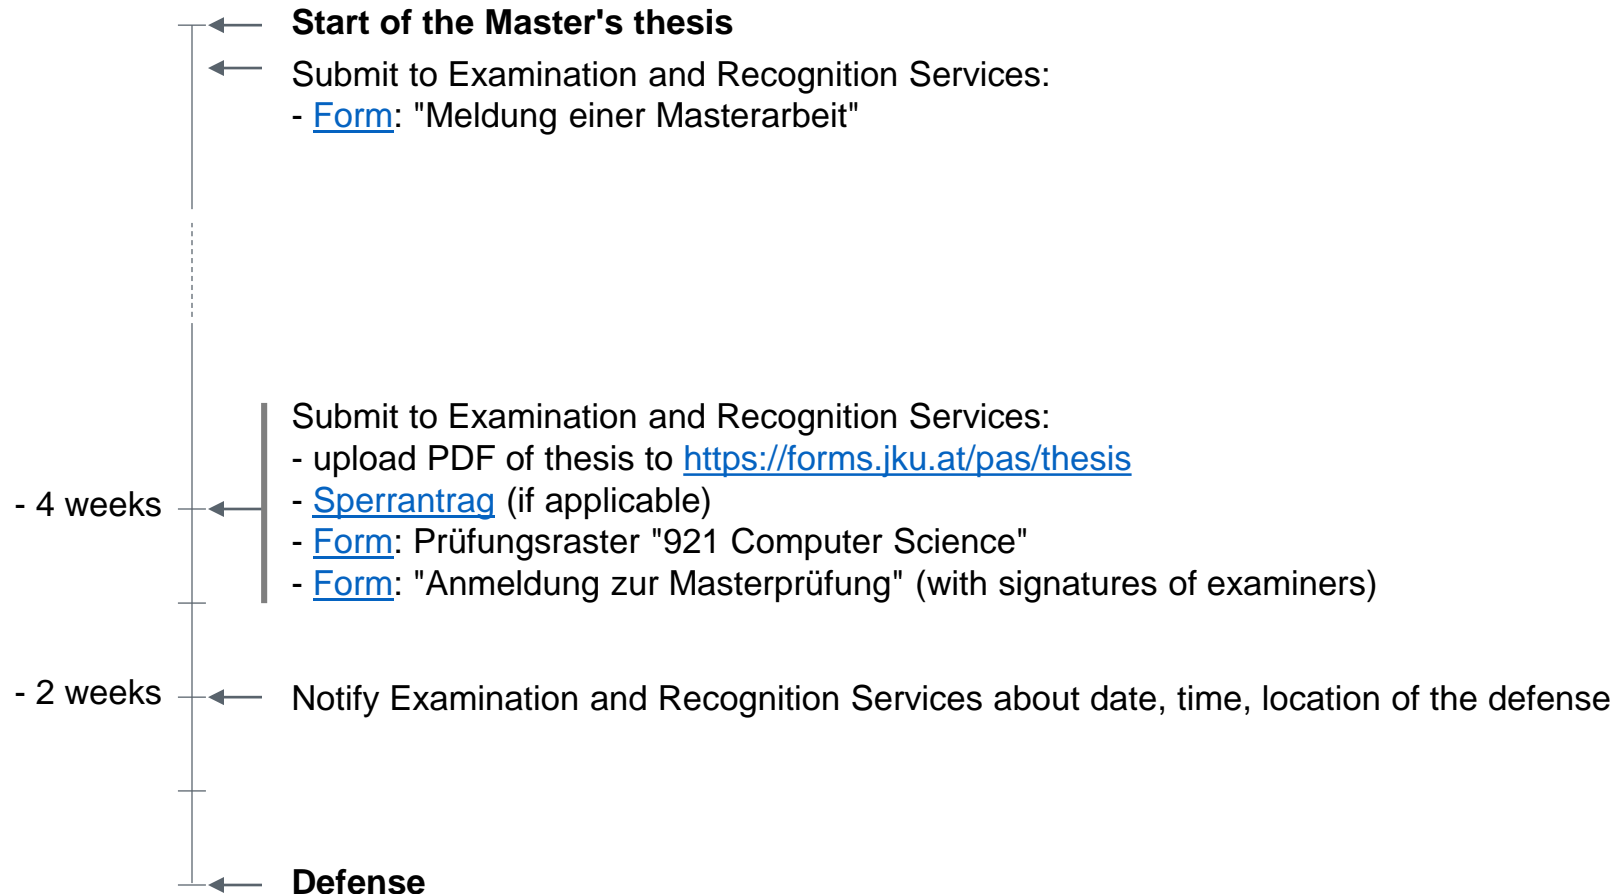 Start of the Master's thesis
Submit to Examination and Recognition Services:
- Form: "Meldung einer Masterarbeit"
Submit to Examination and Recognition Services:
- upload PDF of thesis to https://forms.jku.at/pas/thesis
- 4 weeks
- Sperrantrag (if applicable)
- Form: Prüfungsraster "921 Computer Science"
- Form: "Anmeldung zur Masterprüfung" (with signatures of examiners)
- 2 weeks
Notify Examination and Recognition Services about date, time, location of the defense
Defense